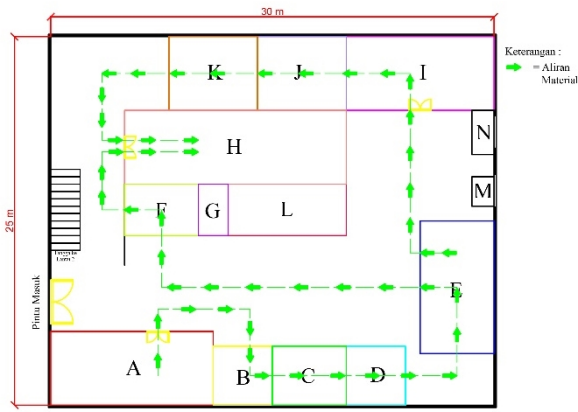 30 m
Keterangan :
= Aliran
Material
K
J
I
N
H
M
F
G
L
25 m
E
Pintu Masuk
A
B
C
D